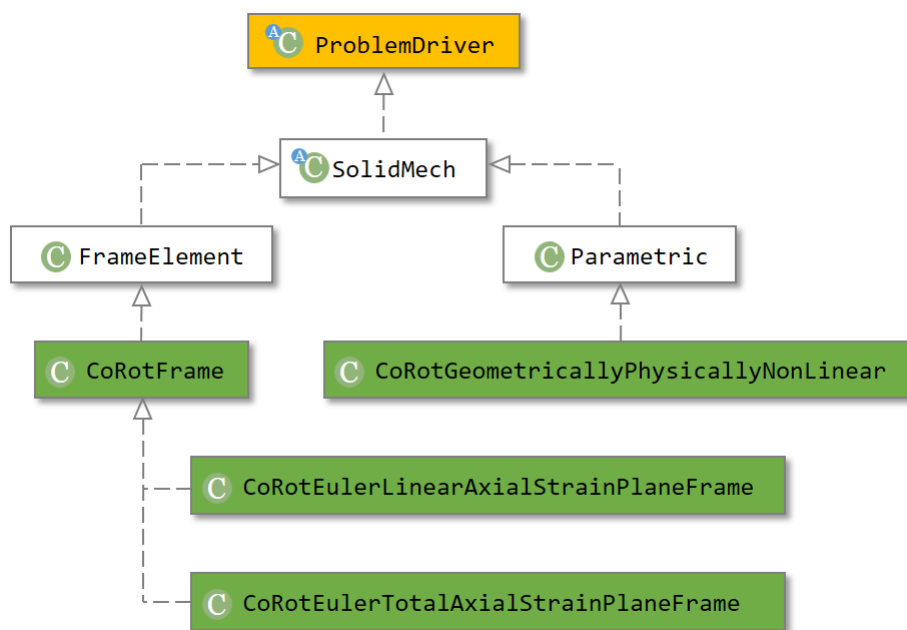 A C ProblemDriver
A C SolidMech
C FrameElement
C Parametric
C CoRotFrame
C CoRotGeometricallyPhysicallyNonLinear
C CoRotEulerLinearAxialStrainPlaneFrame
C CoRotEulerTotalAxialStrainPlaneFrame